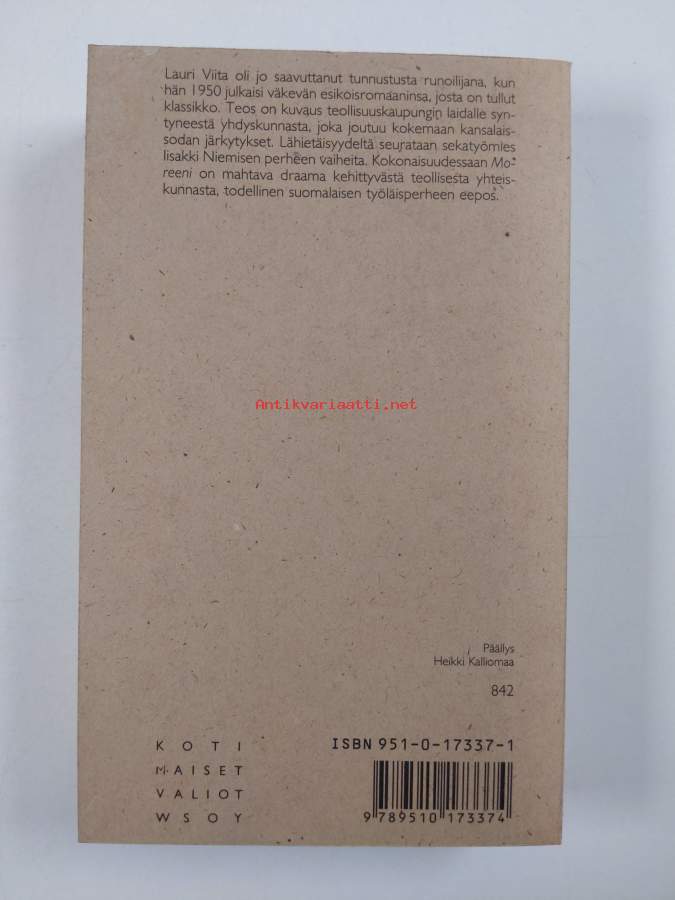 Lauri Viita oli jo saavuttanut tunnustusta runoilijana, kun
hän 1950 julkaisi väkevän esikoisromaaninsa, josta on tullut
klassikko. Teos on kuvaus teollisuuskaupungin laidalle syn-
tyneestä yhdyskunnasta, joka joutuu kokemaan kansalais-
sodan järkytykset. Lähietäisyydeltä seurataan sekatyömies
Iisakki Niemisen perheen vaiheita. Kokonaisuudessaan Mo-
reeni on mahtava draama kehittyvästä teollisesta yhteis-
kunnasta, todellinen suomalaisen työläisperheen eepos.
Antikvariaatti.net
Päällys
Heikki Kalliomaa
842
KOTI
MAISET
VALIOT
WSOY
ISBN 951-0-17337-1
9 789510 173374